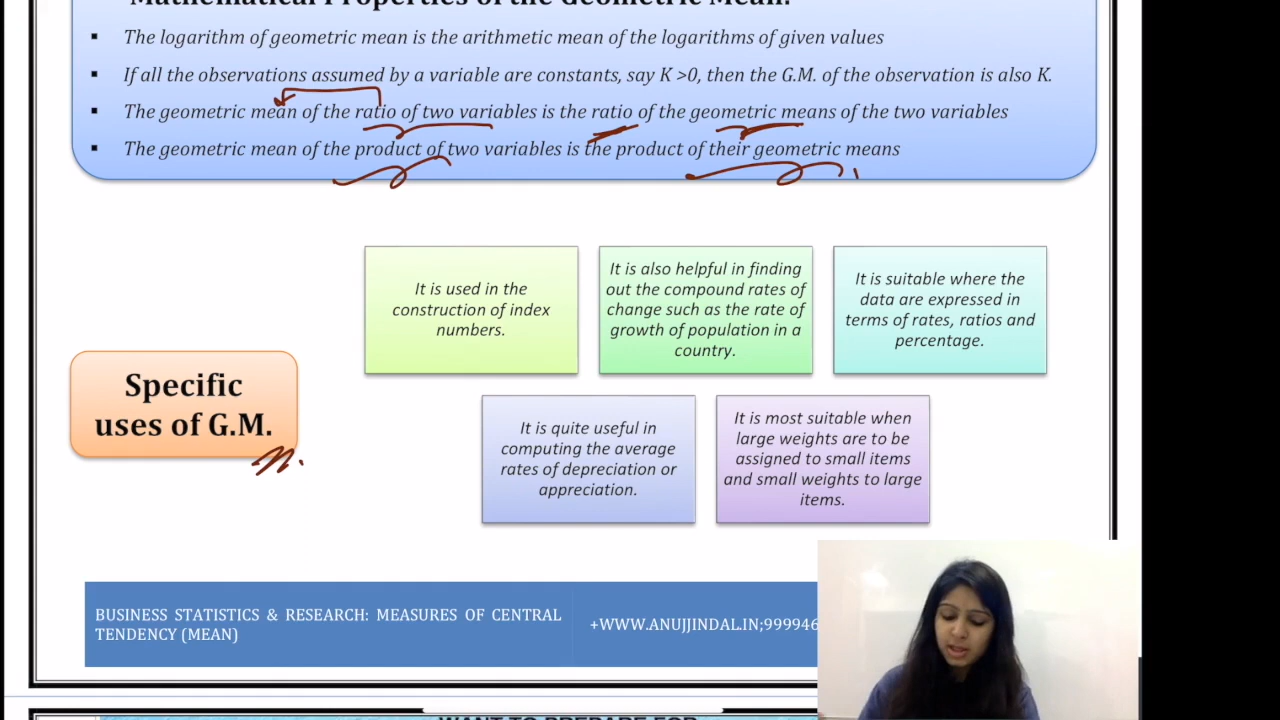 Mathematical Properties of the Geometric Mean:
▪ The logarithm of geometric mean is the arithmetic mean of the logarithms of given values
▪ If all the observations assumed by a variable are constants, say K >0, then the G.M. of the observation is also K.
▪ The geometric mean of the ratio of two variables is the ratio of the geometric means of the two variables
▪ The geometric mean of the product of two variables is the product of their geometric means
It is used in the
construction of index
numbers.
It is also helpful in finding
out the compound rates of
change such as the rate of
growth of population in a
country.
It is suitable where the
data are expressed in
terms of rates, ratios and
percentage.
Specific
uses of G.M.
It is quite useful in
computing the average
rates of depreciation or
appreciation.
It is most suitable when
large weights are to be
assigned to small items
and small weights to large
items.
BUSINESS STATISTICS & RESEARCH: MEASURES OF CENTRAL
TENDENCY (MEAN)
+WWW.ANUJJINDAL.IN;999946
WANT TO PREPARE FOR